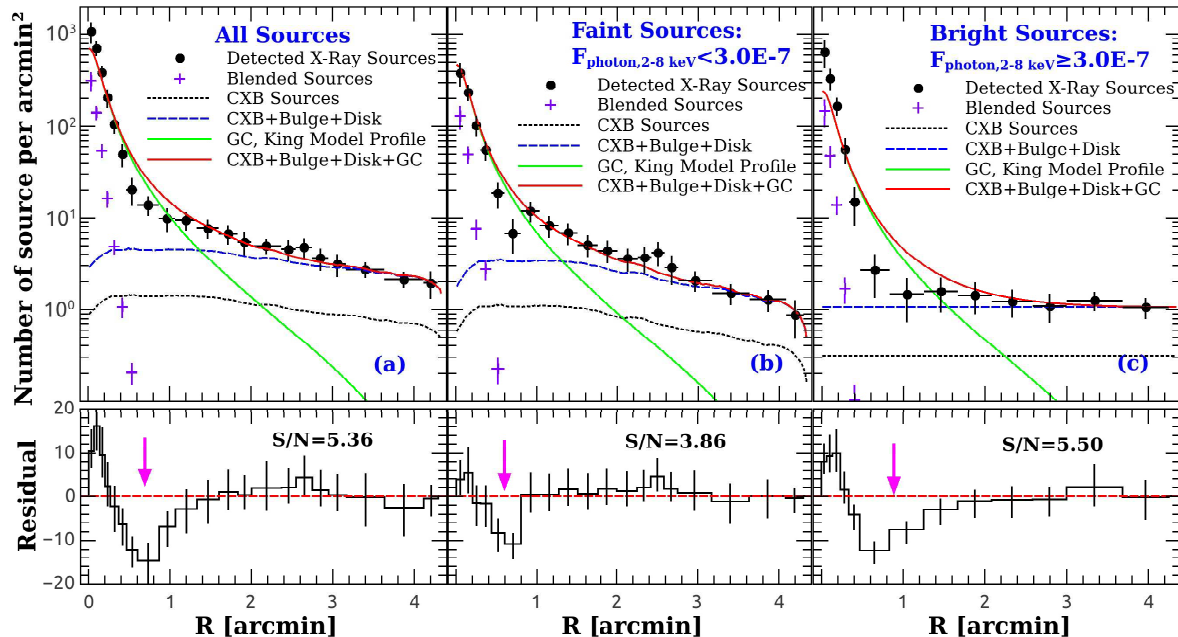 Number of source per arcmin²
10³
10²
10¹
10⁰
All Sources
Detected X-Ray Sources
Blended Sources
CXB Sources
CXB+Bulge+Disk
GC, King Model Profile
CXB+Bulge+Disk+GC
(a)
Faint Sources:
F photon,2-8 keV<3.0E-7
Detected X-Ray Sources
Blended Sources
CXB Sources
CXB+Bulge+Disk
GC, King Model Profile
CXB+Bulge+Disk+GC
(b)
Bright Sources:
F photon,2-8 keV≥3.0E-7
Detected X-Ray Sources
Blended Sources
CXB Sources
CXB+Bulge+Disk
GC, King Model Profile
CXB+Bulge+Disk+GC
(c)
Residual
20
10
0
−10
−20
S/N=5.36
S/N=3.86
S/N=5.50
0 1 2 3 4
1 2 3 4
1 2 3 4
R [arcmin]
R [arcmin]
R [arcmin]